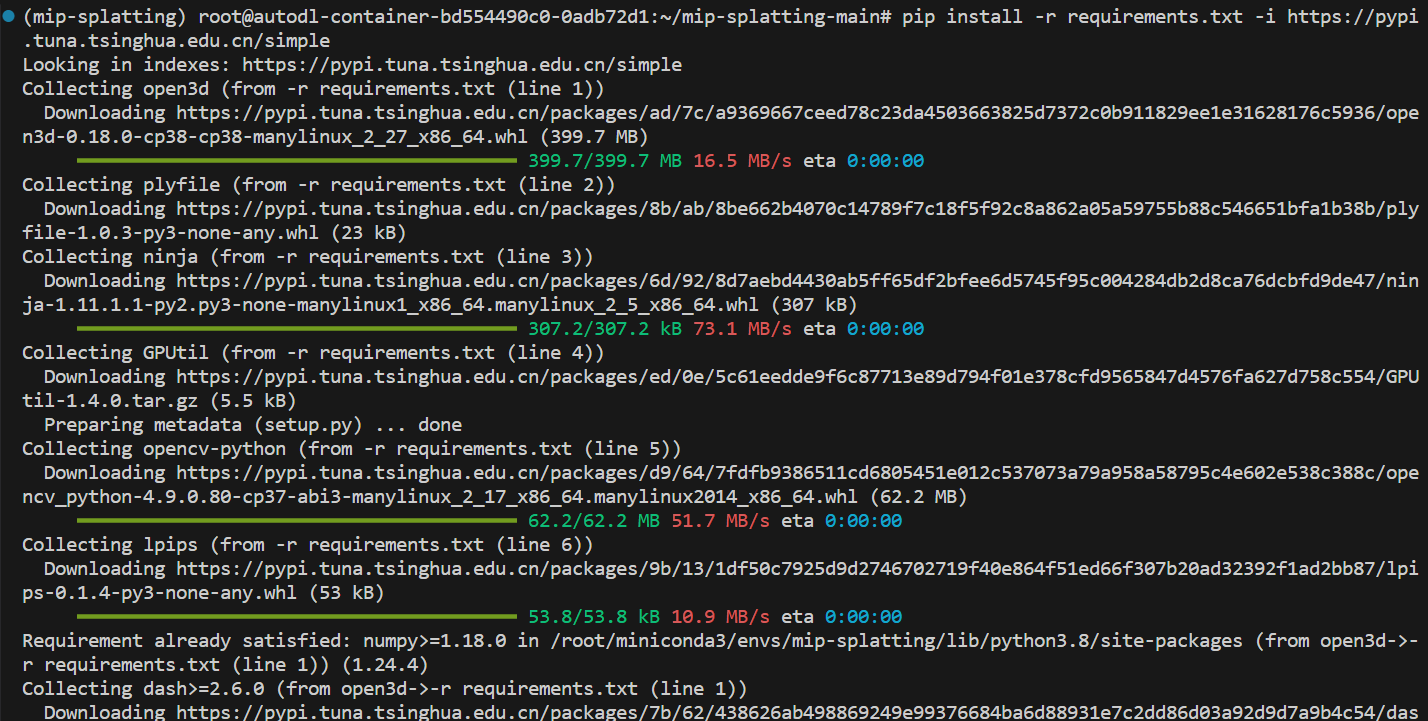 (mip-splatting) root@autodl-container-bd554490c0-0adb72d1:~/mip-splatting-main# pip install -r requirements.txt -i https://pypi
.tuna.tsinghua.edu.cn/simple
Looking in indexes: https://pypi.tuna.tsinghua.edu.cn/simple
Collecting open3d (from -r requirements.txt (line 1))
  Downloading https://pypi.tuna.tsinghua.edu.cn/packages/ad/7c/a9369667ceed78c23da4503663825d7372c0b911829ee1e31628176c5936/ope
n3d-0.18.0-cp38-cp38-manylinux_2_27_x86_64.whl (399.7 MB)
399.7/399.7 MB 16.5 MB/s eta 0:00:00
Collecting plyfile (from -r requirements.txt (line 2))
  Downloading https://pypi.tuna.tsinghua.edu.cn/packages/8b/ab/8be662b4070c14789f7c18f5f92c8a862a05a59755b88c546651bfa1b38b/ply
file-1.0.3-py3-none-any.whl (23 kB)
Collecting ninja (from -r requirements.txt (line 3))
  Downloading https://pypi.tuna.tsinghua.edu.cn/packages/6d/92/8d7aebd4430ab5ff65df2bfee6d5745f95c004284db2d8ca76dcbfd9de47/nin
ja-1.11.1.1-py2.py3-none-manylinux1_x86_64.manylinux_2_5_x86_64.whl (307 kB)
307.2/307.2 kB 73.1 MB/s eta 0:00:00
Collecting GPUtil (from -r requirements.txt (line 4))
  Downloading https://pypi.tuna.tsinghua.edu.cn/packages/ed/0e/5c61eedde9f6c87713e89d794f01e378cfd9565847d4576fa627d758c554/GPU
til-1.4.0.tar.gz (5.5 kB)
  Preparing metadata (setup.py) ... done
Collecting opencv-python (from -r requirements.txt (line 5))
  Downloading https://pypi.tuna.tsinghua.edu.cn/packages/d9/64/7fdfb9386511cd6805451e012c537073a79a958a58795c4e602e538c388c/ope
ncv_python-4.9.0.80-cp37-abi3-manylinux_2_17_x86_64.manylinux2014_x86_64.whl (62.2 MB)
62.2/62.2 MB 51.7 MB/s eta 0:00:00
Collecting lpips (from -r requirements.txt (line 6))
  Downloading https://pypi.tuna.tsinghua.edu.cn/packages/9b/13/1df50c7925d9d2746702719f40e864f51ed66f307b20ad32392f1ad2bb87/lpi
ps-0.1.4-py3-none-any.whl (53 kB)
53.8/53.8 kB 10.9 MB/s eta 0:00:00
Requirement already satisfied: numpy>=1.18.0 in /root/miniconda3/envs/mip-splatting/lib/python3.8/site-packages (from open3d->-
r requirements.txt (line 1)) (1.24.4)
Collecting dash>=2.6.0 (from open3d->-r requirements.txt (line 1))
  Downloading https://pypi.tuna.tsinghua.edu.cn/packages/7b/62/438626ab498869249e99376684ba6d88931e7c2dd86d03a92d9d7a9b4c54/das